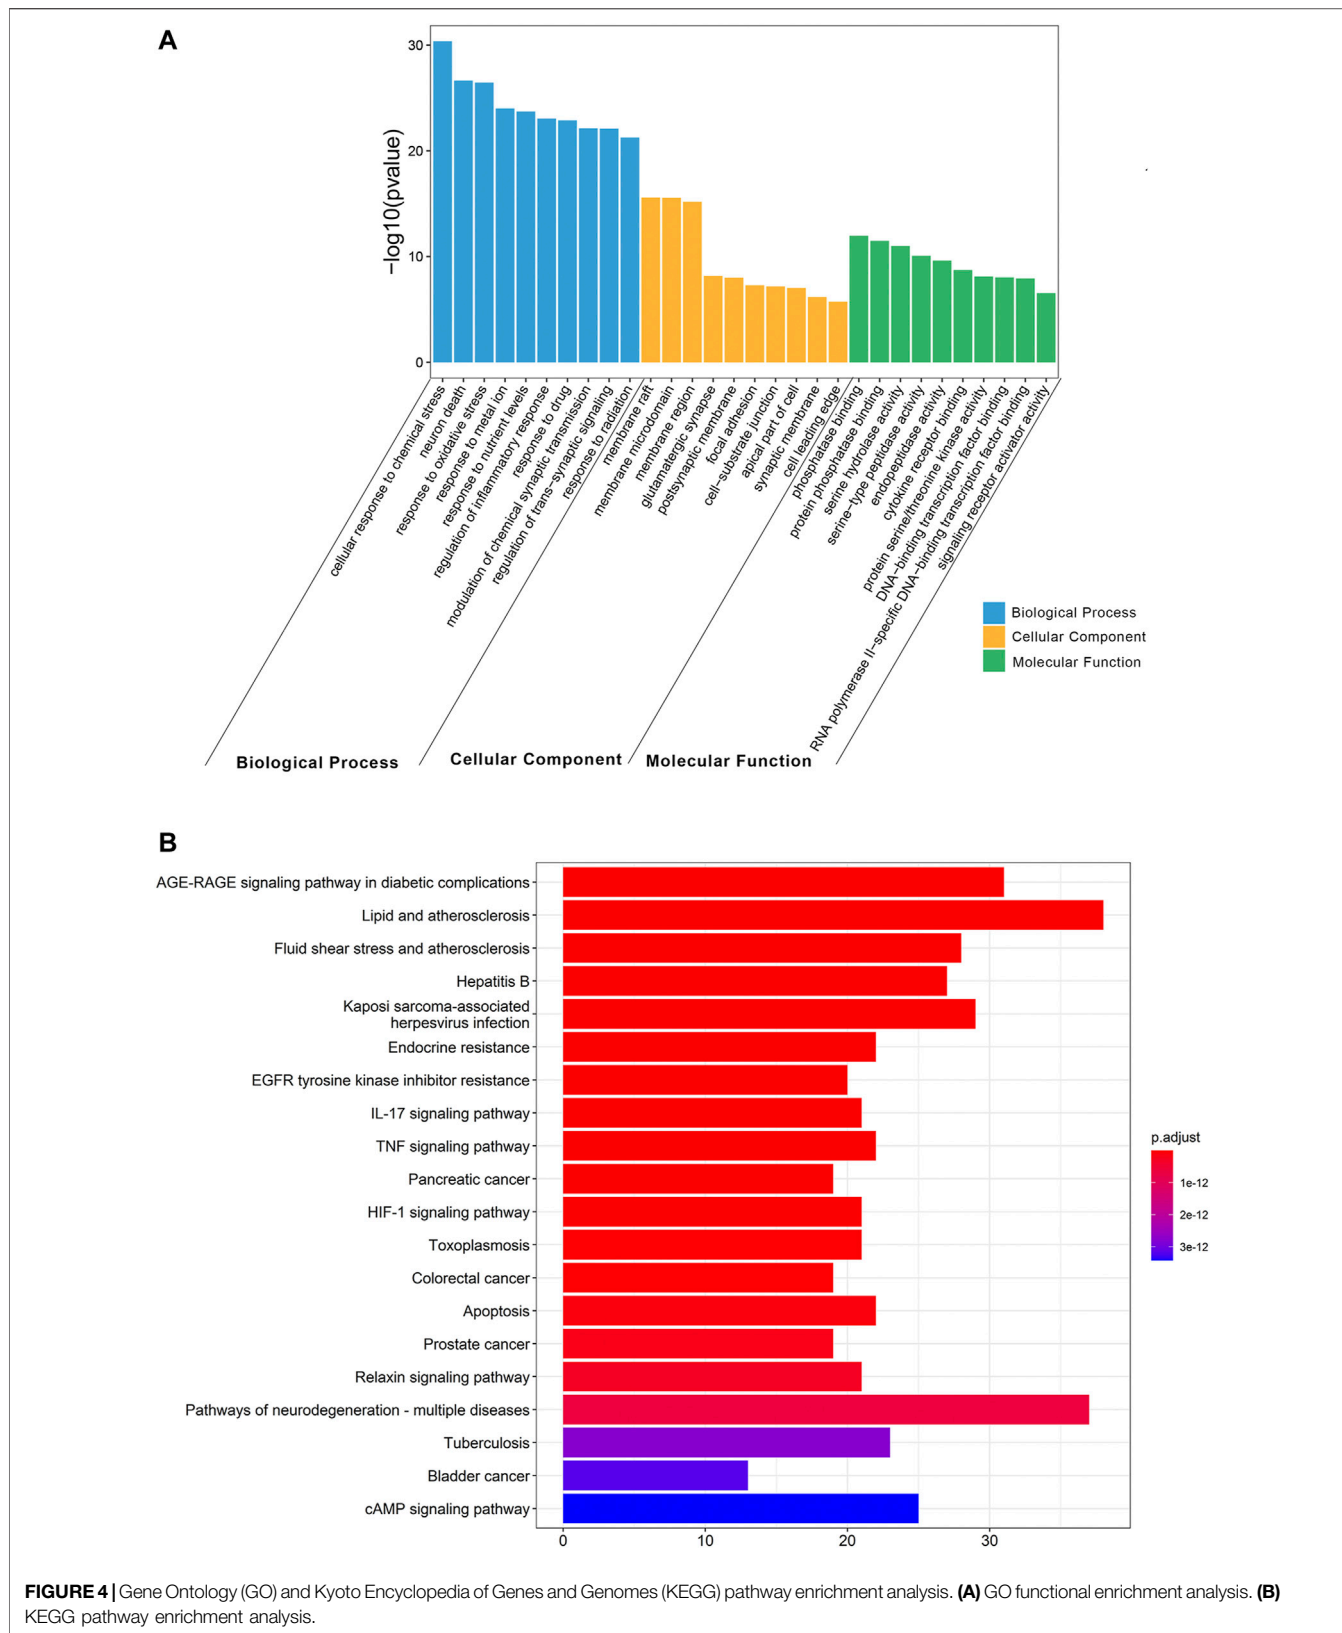 A
−log10(pvalue)
30
20
10
0
cellular response to chemical stress
neuron death
response to oxidative stress
response to metal ion
response to nutrient levels
regulation of inflammatory response
response to drug
modulation of chemical synaptic transmission
regulation of trans−synaptic signaling
response to radiation
membrane raft
membrane microdomain
membrane region
glutamatergic synapse
postsynaptic membrane
focal adhesion
cell−substrate junction
apical part of cell
synaptic membrane
cell leading edge
phosphatase binding
protein phosphatase binding
serine hydrolase activity
serine−type peptidase activity
endopeptidase activity
cytokine receptor binding
protein serine/threonine kinase activity
DNA−binding transcription factor binding
RNA polymerase II−specific DNA−binding transcription factor binding
signaling receptor activator activity
Biological Process
Cellular Component
Molecular Function
Biological Process
Cellular Component
Molecular Function
B
AGE-RAGE signaling pathway in diabetic complications
Lipid and atherosclerosis
Fluid shear stress and atherosclerosis
Hepatitis B
Kaposi sarcoma-associated
herpesvirus infection
Endocrine resistance
EGFR tyrosine kinase inhibitor resistance
IL-17 signaling pathway
TNF signaling pathway
Pancreatic cancer
HIF-1 signaling pathway
Toxoplasmosis
Colorectal cancer
Apoptosis
Prostate cancer
Relaxin signaling pathway
Pathways of neurodegeneration - multiple diseases
Tuberculosis
Bladder cancer
cAMP signaling pathway
0 10 20 30
p.adjust
1e-12
2e-12
3e-12
FIGURE 4 | Gene Ontology (GO) and Kyoto Encyclopedia of Genes and Genomes (KEGG) pathway enrichment analysis. (A) GO functional enrichment analysis. (B)
KEGG pathway enrichment analysis.